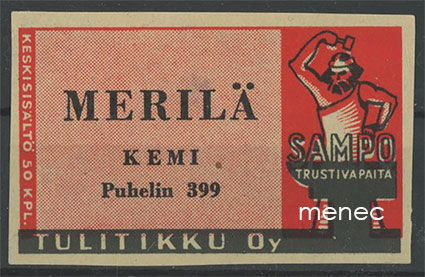 KESKISISÄLTÖ 50 KPL.
MERILÄ
KEMI
Puhelin 399
SAMPO
TRUSTIVAPAITA
menec
TULITIKKU Oy